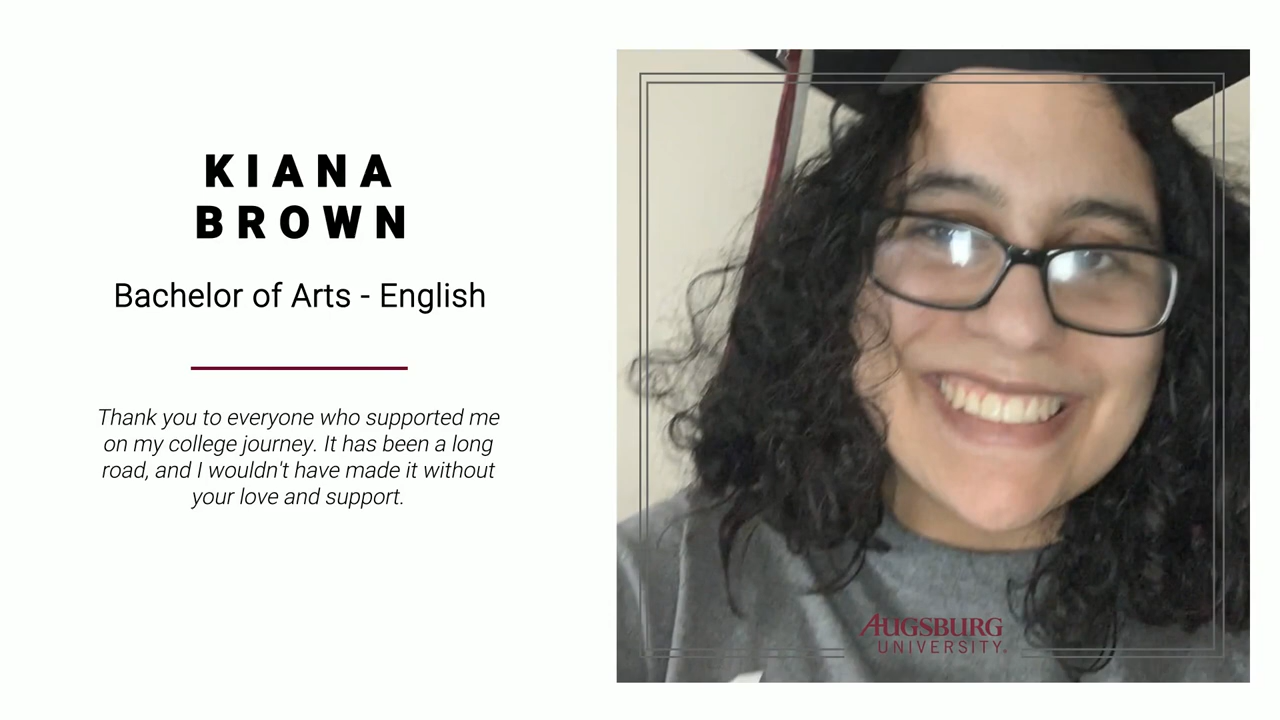 KIANA
BROWN
Bachelor of Arts - English
Thank you to everyone who supported me
on my college journey. It has been a long
road, and I wouldn't have made it without
your love and support.
AUGSBURG
UNIVERSITY.